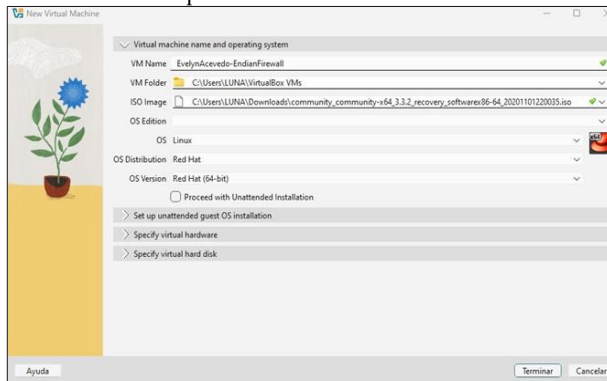 New Virtual Machine
Virtual machine name and operating system
VM Name EvelynAcevedo-EndianFirewall
VM Folder C:\Users\LUNA\VirtualBox VMs
ISO Image C:\Users\LUNA\Downloads\community_community-x64_3.3.2_recovery_softwarex86-64_20201101220035.iso
OS Edition
OS Linux
OS Distribution Red Hat
OS Version Red Hat (64-bit)
Proceed with Unattended Installation
Set up unattended guest OS installation
Specify virtual hardware
Specify virtual hard disk
Ayuda Terminar Cancelar